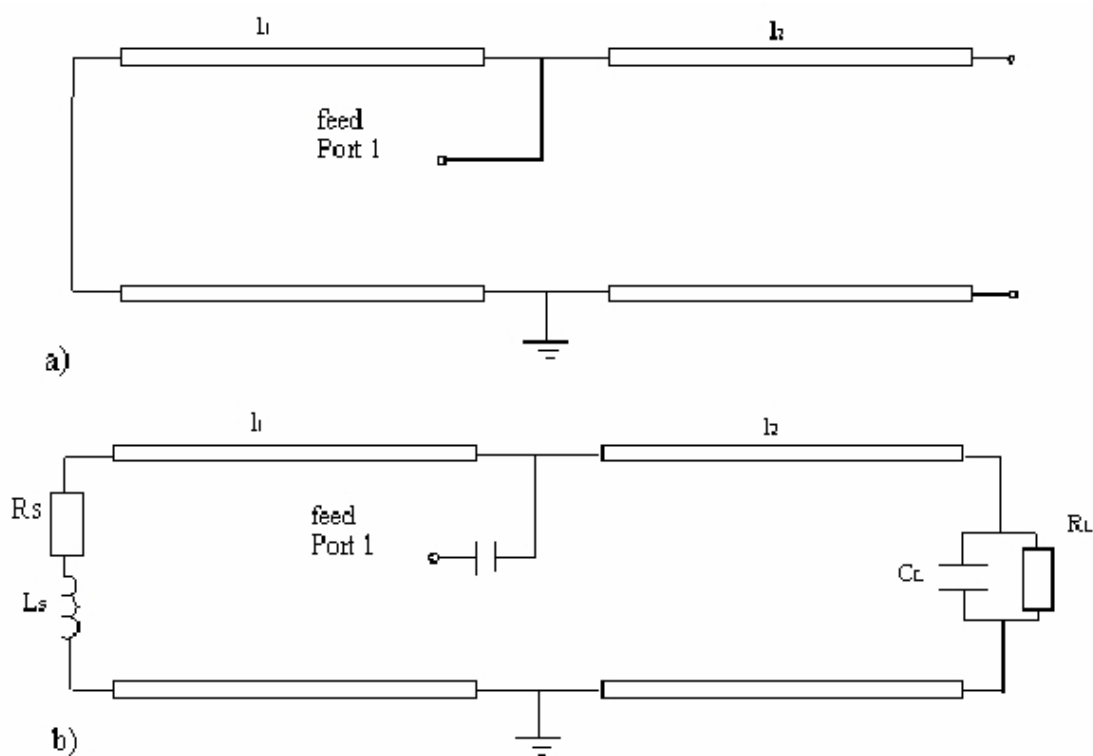 l₁
l₂
feed
Port 1
a)
l₁
l₂
Rs
feed
Port 1
RL
CL
Ls
b)